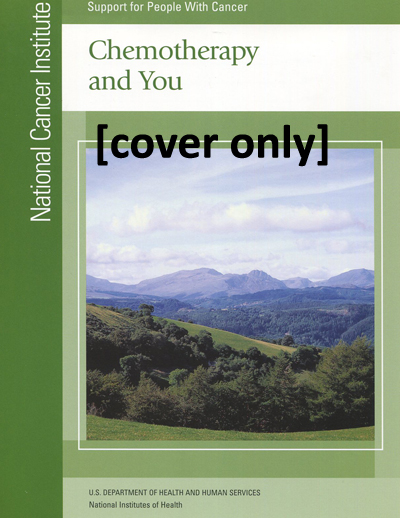 Support for People With Cancer
National Cancer Institute
Chemotherapy
and You
[cover only]
U.S. DEPARTMENT OF HEALTH AND HUMAN SERVICES
National Institutes of Health